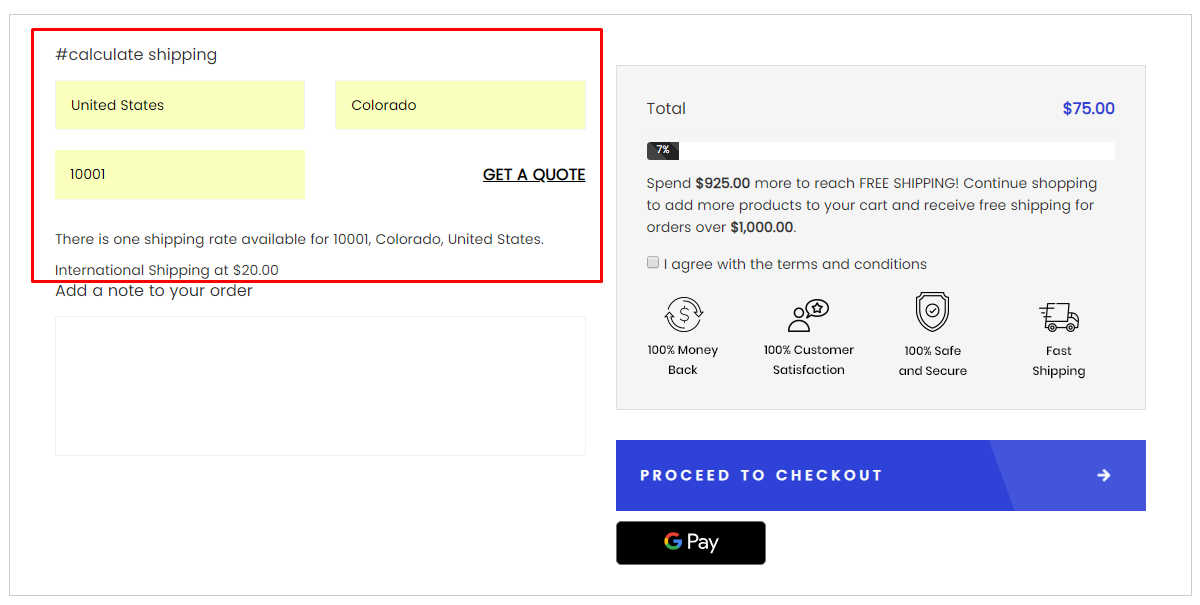 #calculate shipping
United States
Colorado
10001
GET A QUOTE
There is one shipping rate available for 10001, Colorado, United States.
International Shipping at $20.00
Add a note to your order
Total
$75.00
7%
Spend $925.00 more to reach FREE SHIPPING! Continue shopping
to add more products to your cart and receive free shipping for
orders over $1,000.00.
I agree with the terms and conditions
100% Money
Back
100% Customer
Satisfaction
100% Safe
and Secure
Fast
Shipping
PROCEED TO CHECKOUT
G Pay